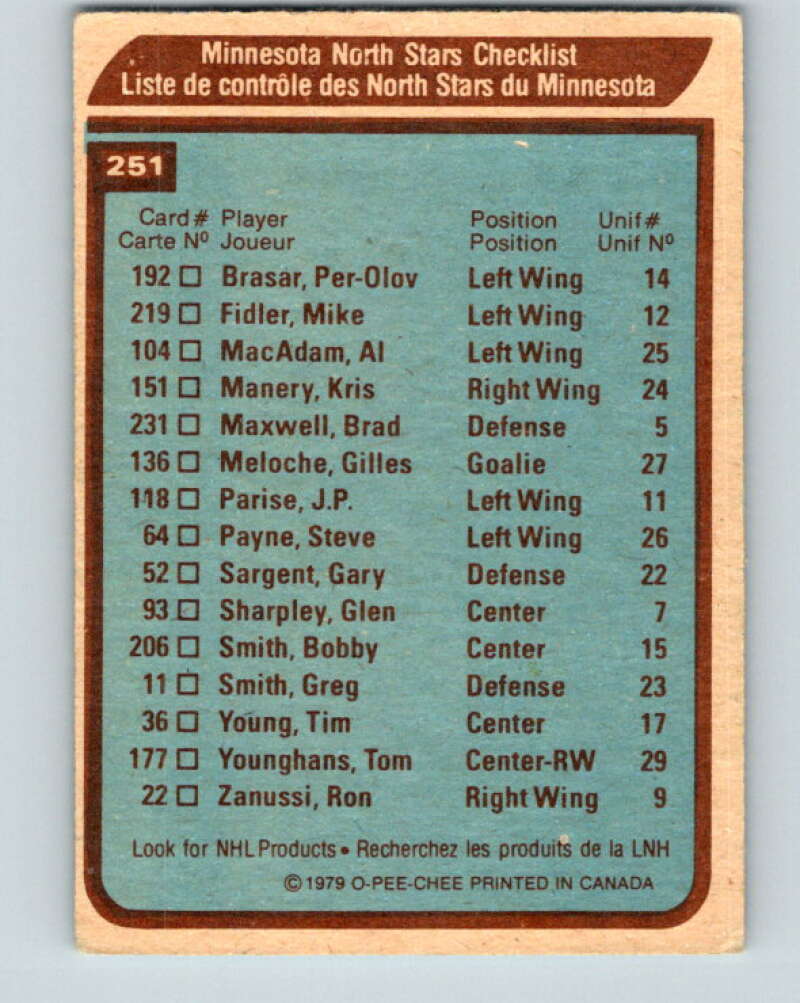 Minnesota North Stars Checklist
Liste de contrôle des North Stars du Minnesota
251
Card # Player Position Unif #
Carte Nº Joueur Position Unif Nº
192 □ Brasar, Per-Olov Left Wing 14
219 □ Fidler, Mike Left Wing 12
104 □ MacAdam, Al Left Wing 25
151 □ Manery, Kris Right Wing 24
231 □ Maxwell, Brad Defense 5
136 □ Meloche, Gilles Goalie 27
118 □ Parise, J.P. Left Wing 11
64 □ Payne, Steve Left Wing 26
52 □ Sargent, Gary Defense 22
93 □ Sharpley, Glen Center 7
206 □ Smith, Bobby Center 15
11 □ Smith, Greg Defense 23
36 □ Young, Tim Center 17
177 □ Younghans, Tom Center-RW 29
22 □ Zanussi, Ron Right Wing 9
Look for NHL Products • Recherchez les produits de la LNH
© 1979 O-PEE-CHEE PRINTED IN CANADA